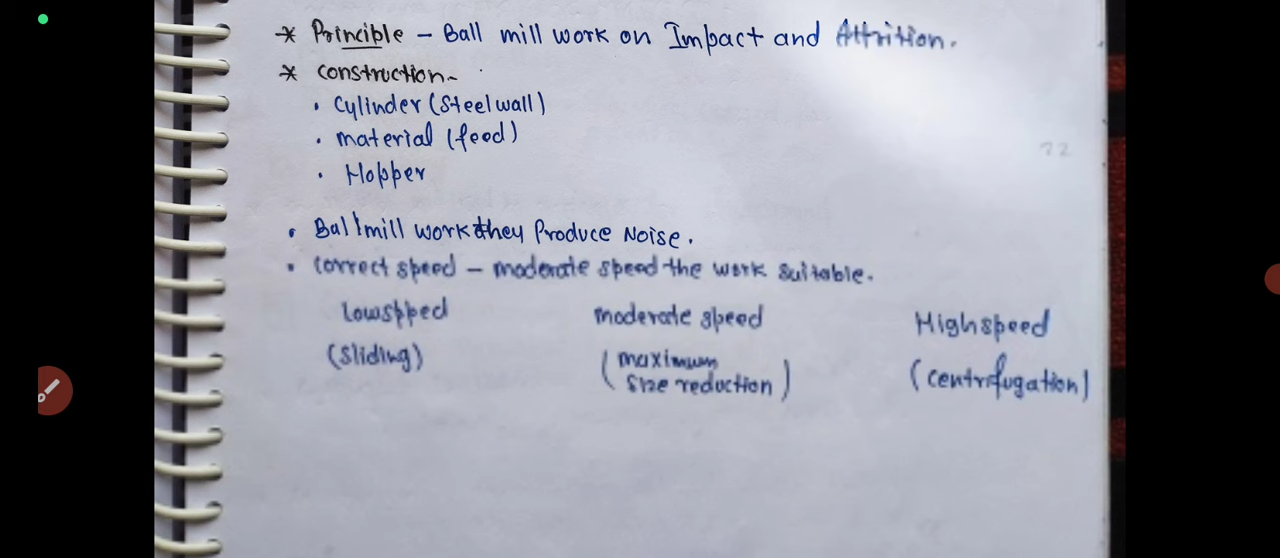 * Principle - Ball mill work on Impact and Attrition.
* construction-
• Cylinder (Steel wall)
• material (feed)
• Hopper
• Ball mill work they Produce Noise.
• correct speed - moderate speed the work suitable.
Lowspped moderate speed Highspeed
(Sliding) (maximum size reduction) (centrifugation)